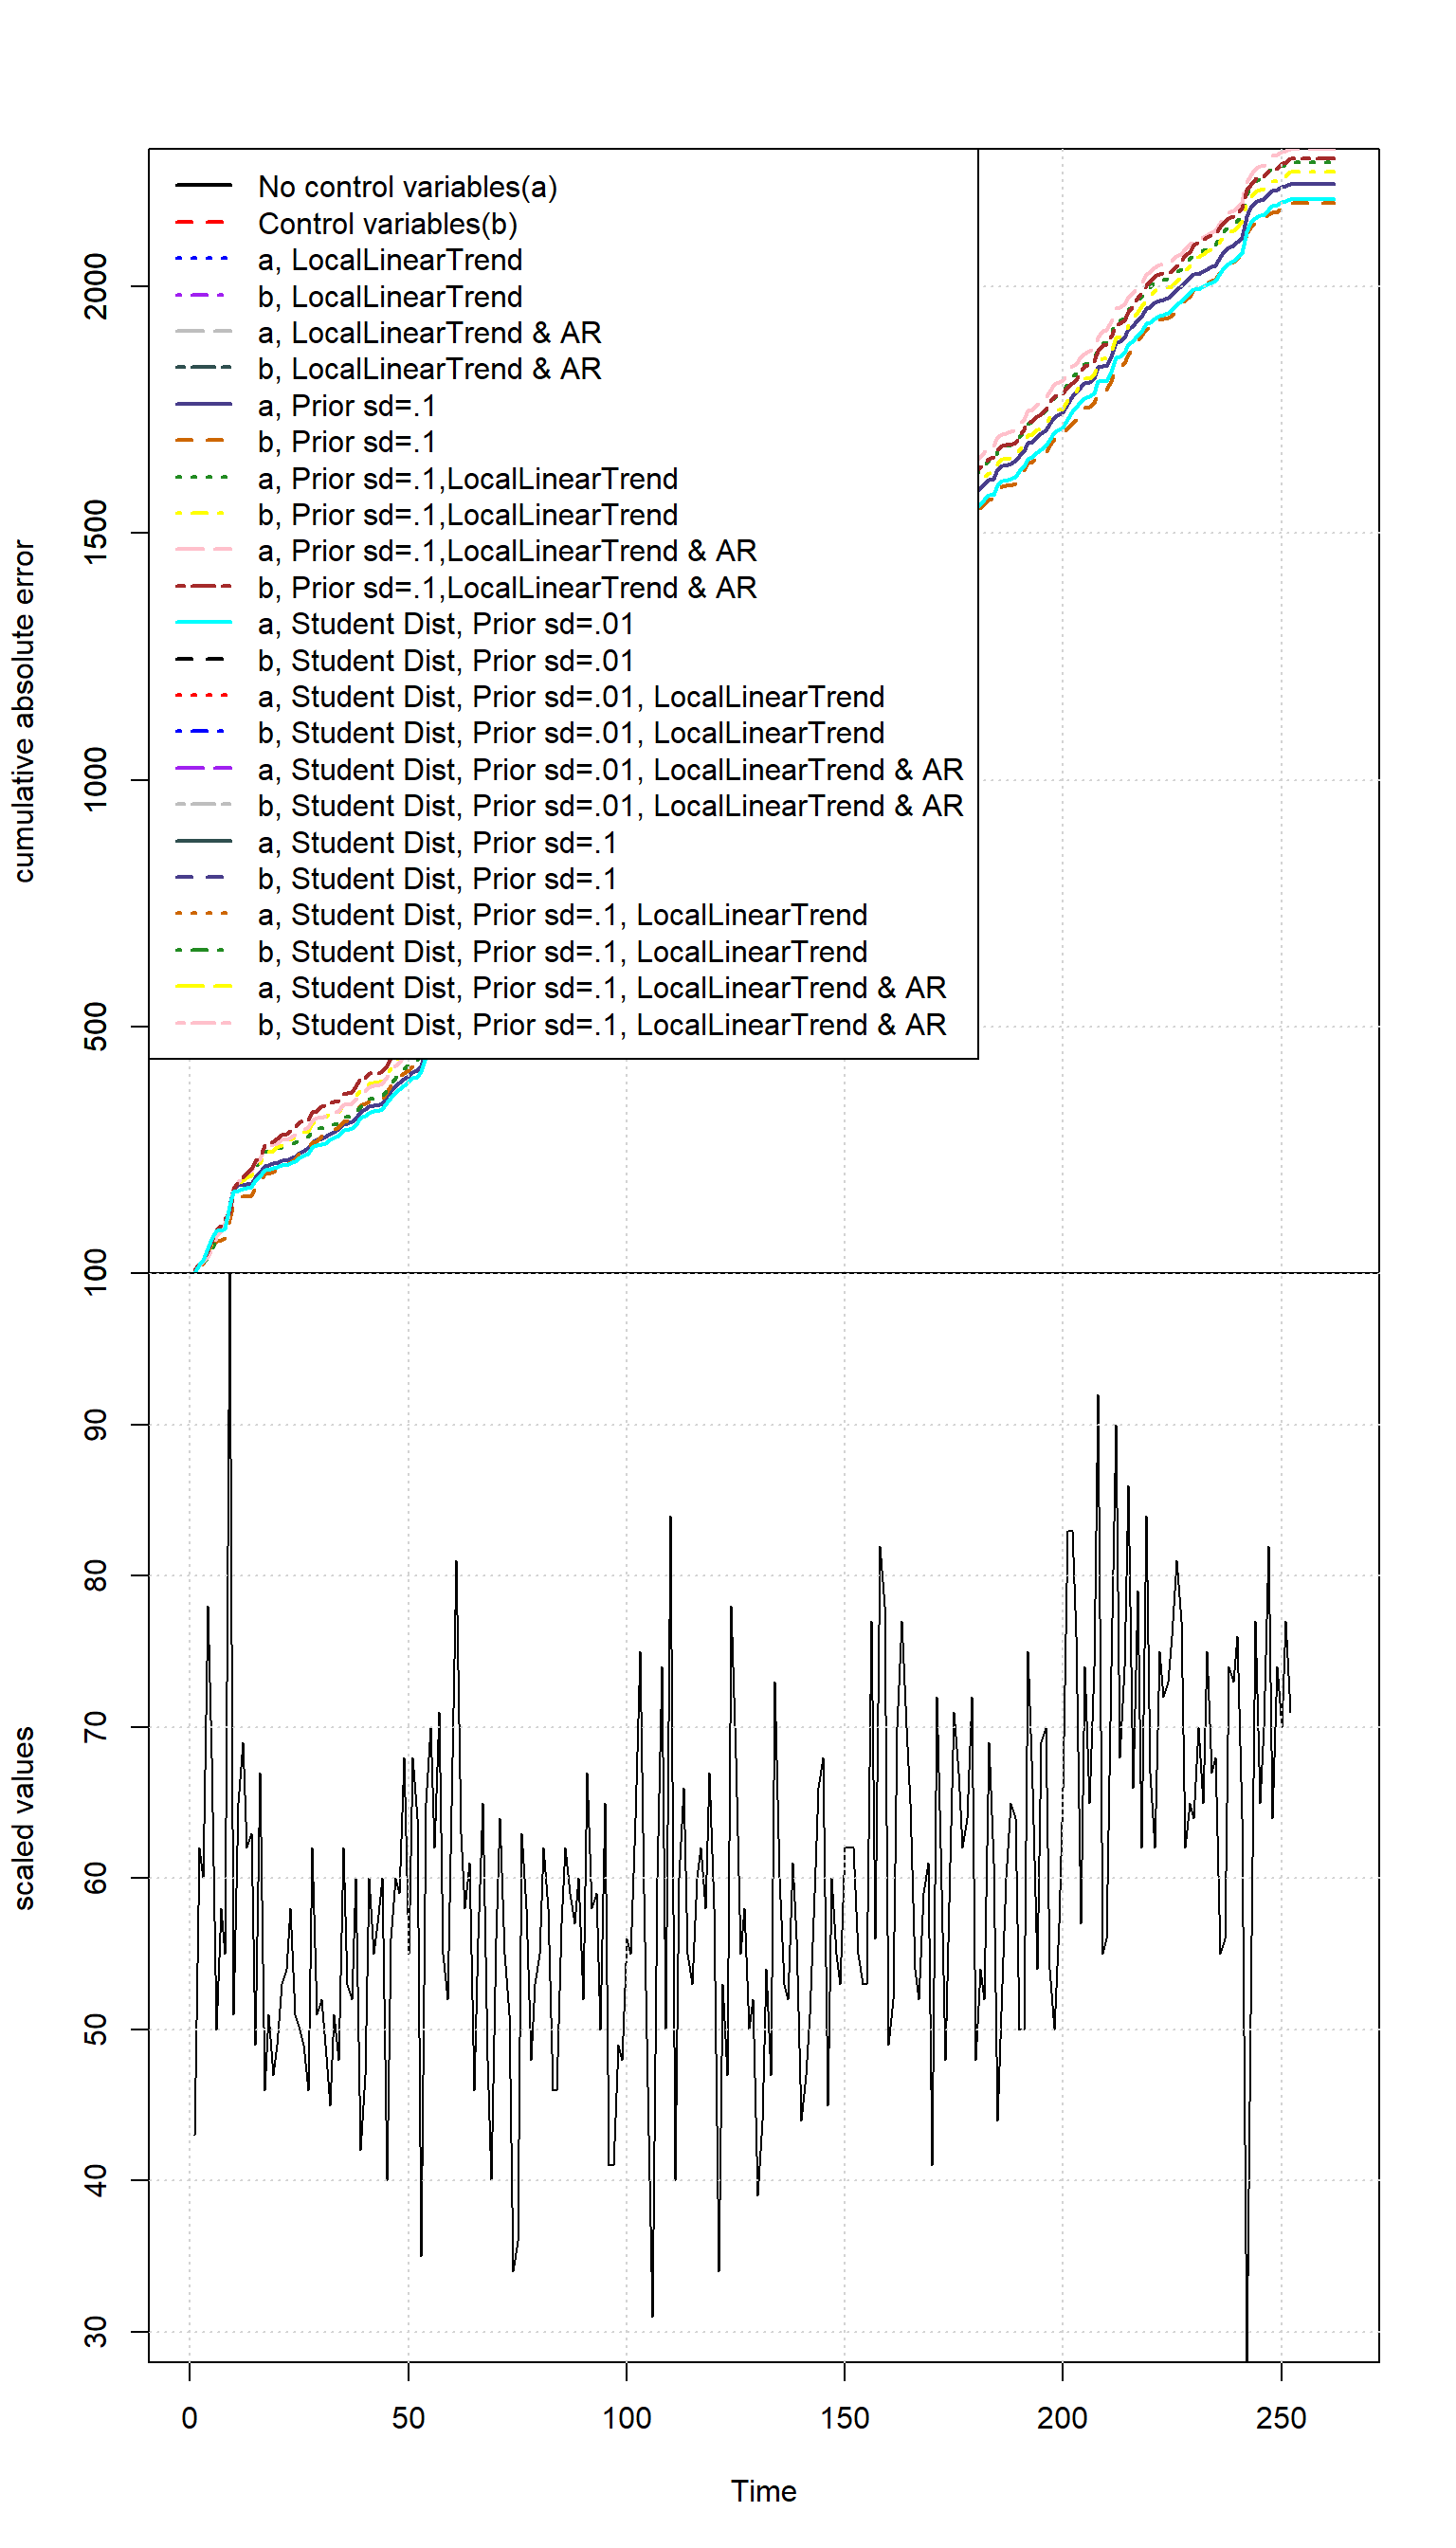 No control variables(a)
Control variables(b)
a, LocalLinearTrend
b, LocalLinearTrend
a, LocalLinearTrend & AR
b, LocalLinearTrend & AR
a, Prior sd=.1
b, Prior sd=.1
a, Prior sd=.1,LocalLinearTrend
b, Prior sd=.1,LocalLinearTrend
a, Prior sd=.1,LocalLinearTrend & AR
b, Prior sd=.1,LocalLinearTrend & AR
a, Student Dist, Prior sd=.01
b, Student Dist, Prior sd=.01
a, Student Dist, Prior sd=.01, LocalLinearTrend
b, Student Dist, Prior sd=.01, LocalLinearTrend
a, Student Dist, Prior sd=.01, LocalLinearTrend & AR
b, Student Dist, Prior sd=.01, LocalLinearTrend & AR
a, Student Dist, Prior sd=.1
b, Student Dist, Prior sd=.1
a, Student Dist, Prior sd=.1, LocalLinearTrend
b, Student Dist, Prior sd=.1, LocalLinearTrend
a, Student Dist, Prior sd=.1, LocalLinearTrend & AR
b, Student Dist, Prior sd=.1, LocalLinearTrend & AR
cumulative absolute error
2000
1500
1000
500
scaled values
100
90
80
70
60
50
40
30
0 50 100 150 200 250
Time